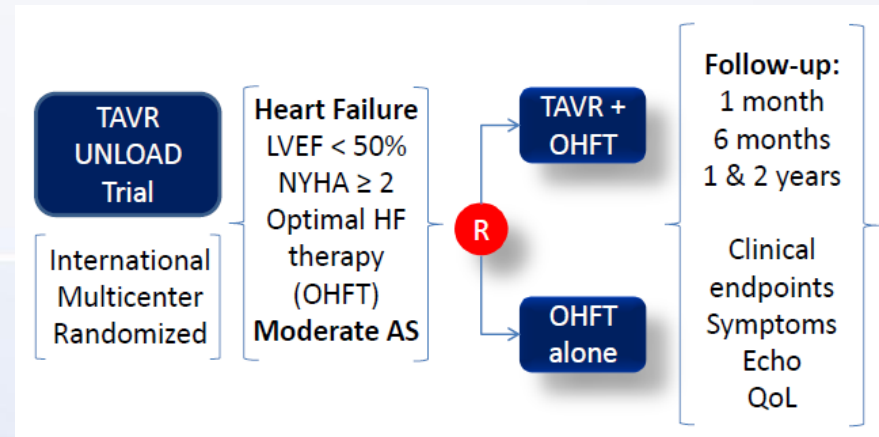 TAVR
UNLOAD
Trial
International
Multicenter
Randomized
Heart Failure
LVEF < 50%
NYHA ≥ 2
Optimal HF
therapy
(OHFT)
Moderate AS
R
TAVR +
OHFT
OHFT
alone
Follow-up:
1 month
6 months
1 & 2 years
Clinical
endpoints
Symptoms
Echo
QoL